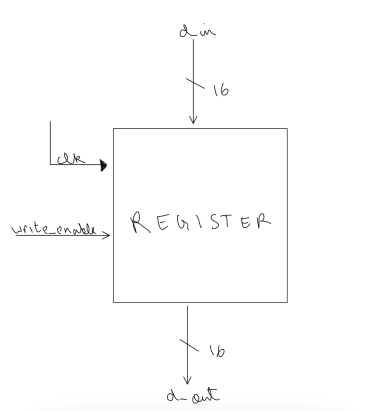 d_in
16
clk
REGISTER
write_enable
16
d_out